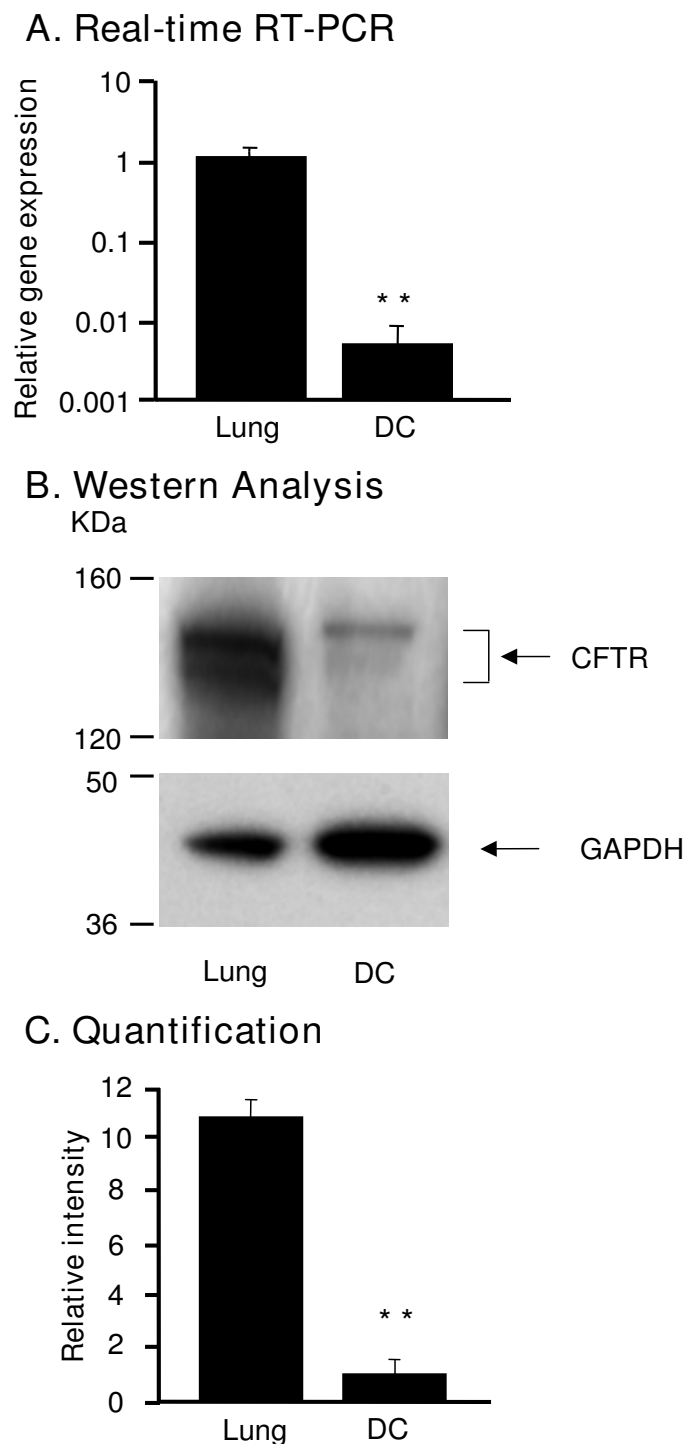 A. Real-time RT-PCR
Relative gene expression
10
1
0.1
0.01
0.001
* *
Lung DC
B. Western Analysis
KDa
160
120
CFTR
50
36
GAPDH
Lung DC
C. Quantification
Relative intensity
12
10
8
6
4
2
0
* *
Lung DC